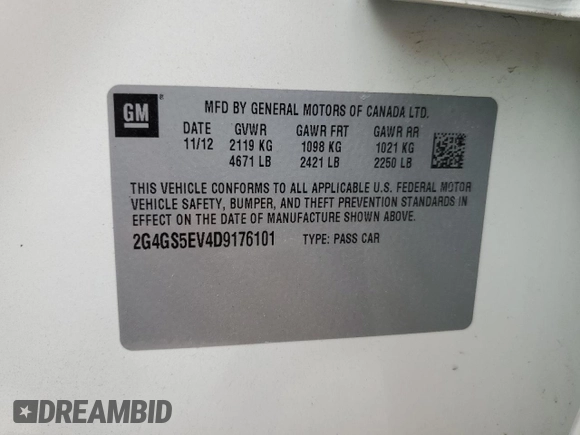 GM
MFD BY GENERAL MOTORS OF CANADA LTD.
DATE GVWR GAWR FRT GAWR RR
11/12 2119 KG 1098 KG 1021 KG
4671 LB 2421 LB 2250 LB
THIS VEHICLE CONFORMS TO ALL APPLICABLE U.S. FEDERAL MOTOR
VEHICLE SAFETY, BUMPER, AND THEFT PREVENTION STANDARDS IN
EFFECT ON THE DATE OF MANUFACTURE SHOWN ABOVE.
2G4GS5EV4D9176101 TYPE: PASS CAR
DREAMBID